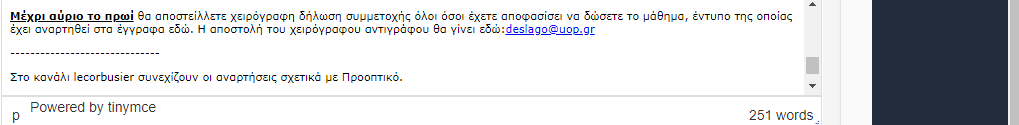 Μέχρι αύριο το πρωί θα αποστείλλετε χειρόγραφη δήλωση συμμετοχής όλοι όσοι έχετε αποφασίσει να δώσετε το μάθημα, έντυπο της οποίας
έχει αναρτηθεί στα έγγραφα εδώ. Η αποστολή του χειρόγραφου αντιγράφου θα γίνει εδώ:deslago@uop.gr
------------------------------
Στο κανάλι lecorbusier συνεχίζουν οι αναρτήσεις σχετικά με Προοπτικό.
p Powered by tinymce 251 words